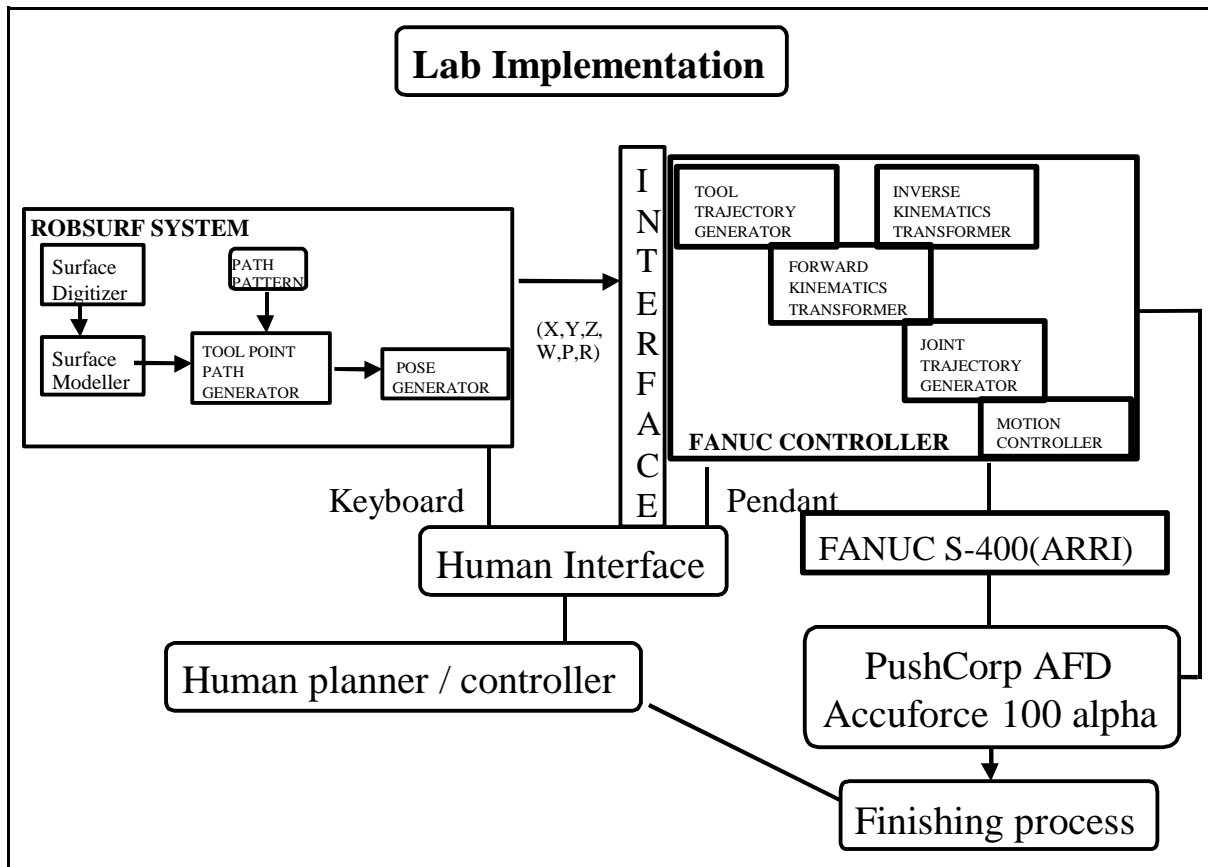 Lab Implementation
ROBSURF SYSTEM
Surface
Digitizer
PATH
PATTERN
Surface
Modeller
TOOL POINT
PATH
GENERATOR
POSE
GENERATOR
(X,Y,Z,
W,P,R)
I
N
T
E
R
F
A
C
E
TOOL
TRAJECTORY
GENERATOR
INVERSE
KINEMATICS
TRANSFORMER
FORWARD
KINEMATICS
TRANSFORMER
JOINT
TRAJECTORY
GENERATOR
MOTION
CONTROLLER
FANUC CONTROLLER
Keyboard
Pendant
Human Interface
FANUC S-400(ARRI)
Human planner / controller
PushCorp AFD
Accuforce 100 alpha
Finishing process